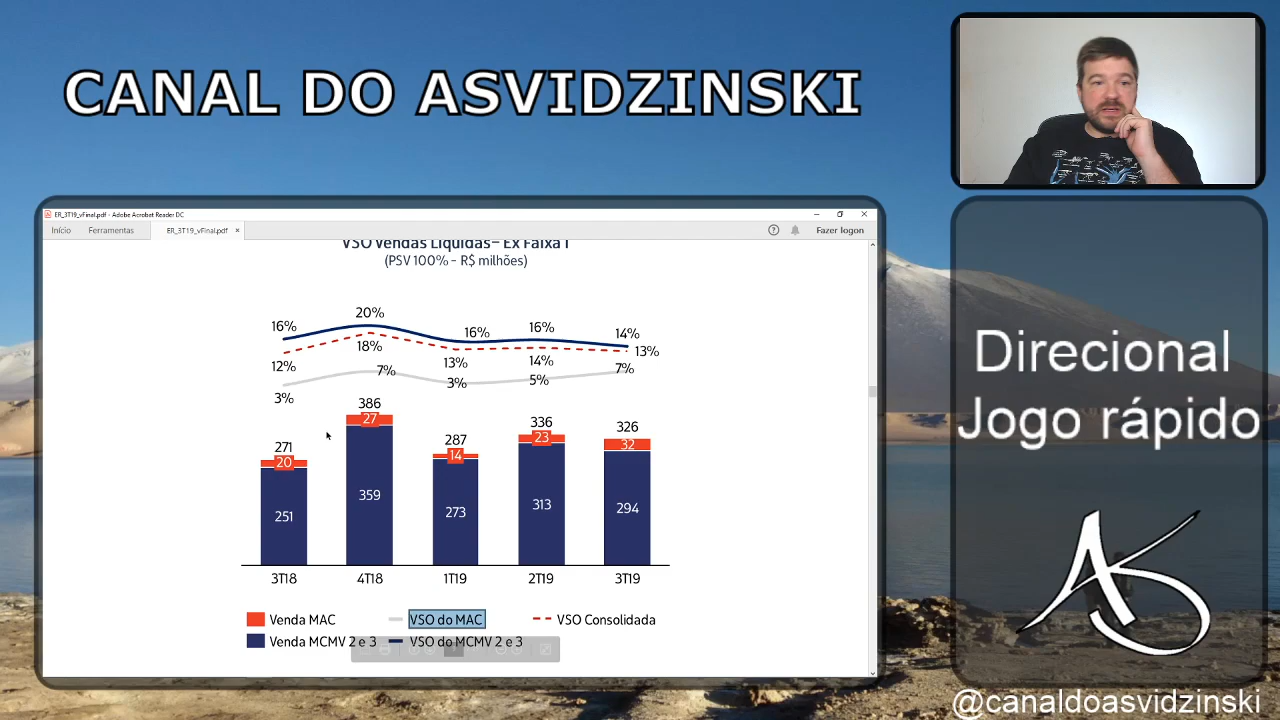 CANAL DO ASVIDZINSKI
ER_3T19_vFinal.pdf - Adobe Acrobat Reader DC
Início Ferramentas ER_3T19_vFinal.pdf × Fazer logon
VSO Vendas Líquidas– Ex Faixa 1
(PSV 100% - R$ milhões)
16% 20% 16% 16% 14%
12% 18% 13% 14% 13%
3% 7% 3% 5% 7%
271 386 287 336 326
20 27 14 23 32
251 359 273 313 294
3T18 4T18 1T19 2T19 3T19
Venda MAC VSO do MAC VSO Consolidada
Venda MCMV 2 e 3 VSO do MCMV 2 e 3
Direcional
Jogo rápido
AS
@canaldoasvidzinski